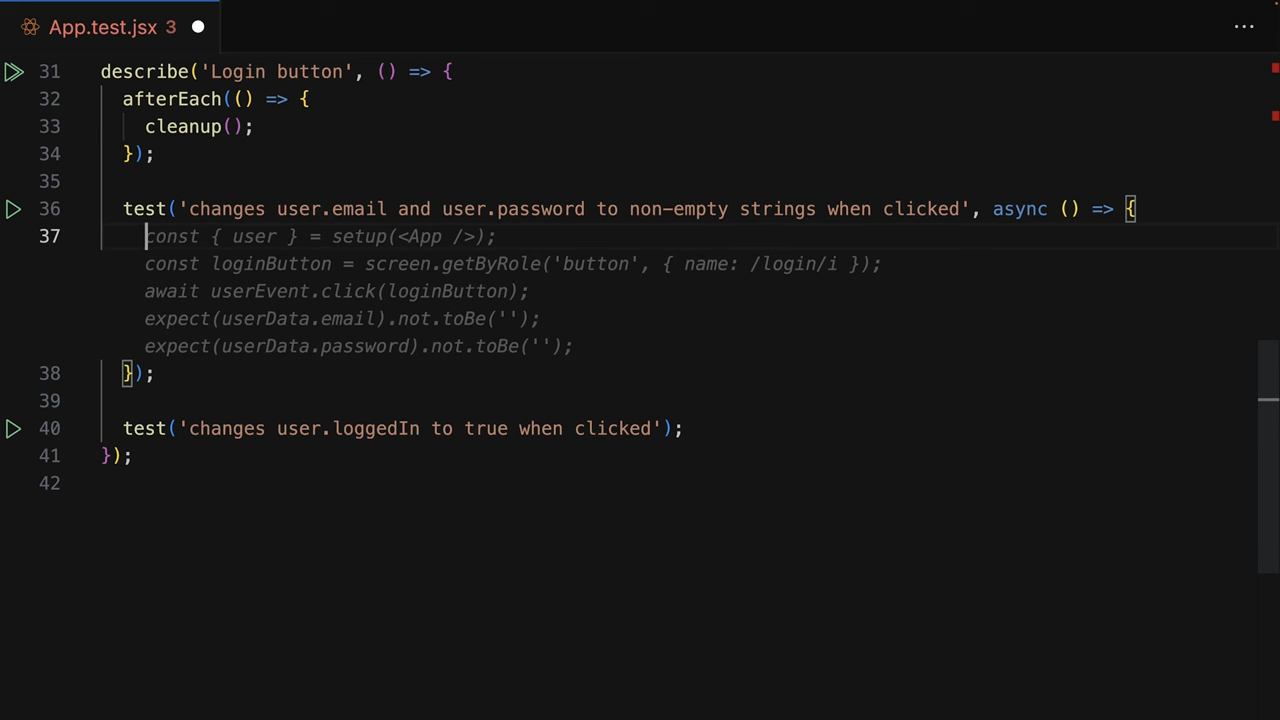 App.test.jsx 3
31 describe('Login button', () => {
32 afterEach(() => {
33 cleanup();
34 });
35
36 test('changes user.email and user.password to non-empty strings when clicked', async () => {
37 const { user } = setup(<App />);
const loginButton = screen.getByRole('button', { name: /login/i });
await userEvent.click(loginButton);
expect(userData.email).not.toBe('');
expect(userData.password).not.toBe('');
38 });
39
40 test('changes user.loggedIn to true when clicked');
41 });
42